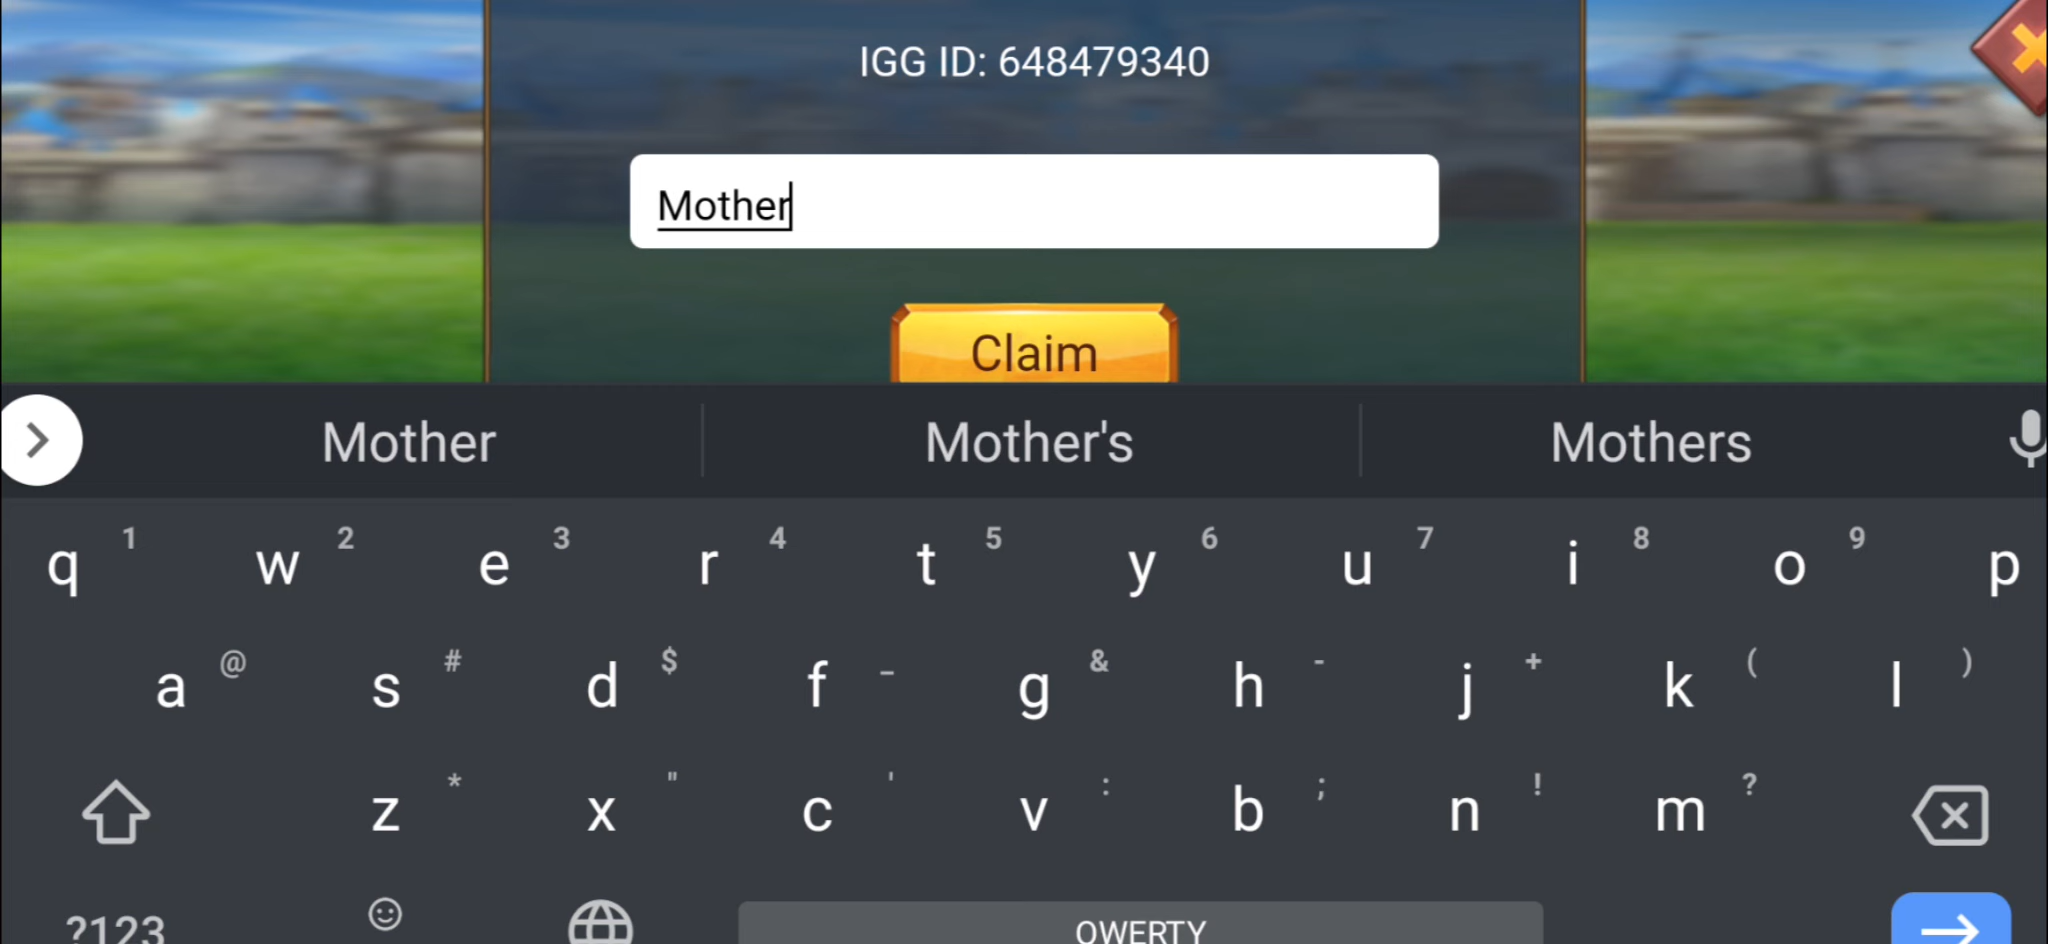 IGG ID: 648479340
Mother
Claim
Mother Mother's Mothers
q 1 w 2 e 3 r 4 t 5 y 6 u 7 i 8 o 9 p
a @ s # d $ f _ g & h - j + k ( l )
z * x " c ' v : b ; n ! m ?
?123 QWERTY